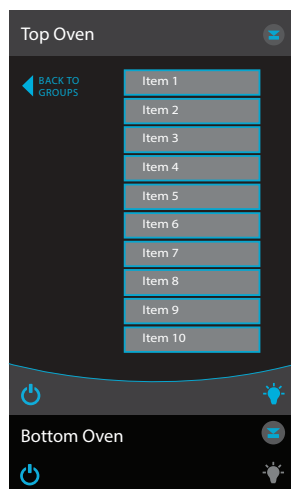 Top Oven
BACK TO
GROUPS
Item 1
Item 2
Item 3
Item 4
Item 5
Item 6
Item 7
Item 8
Item 9
Item 10
Bottom Oven